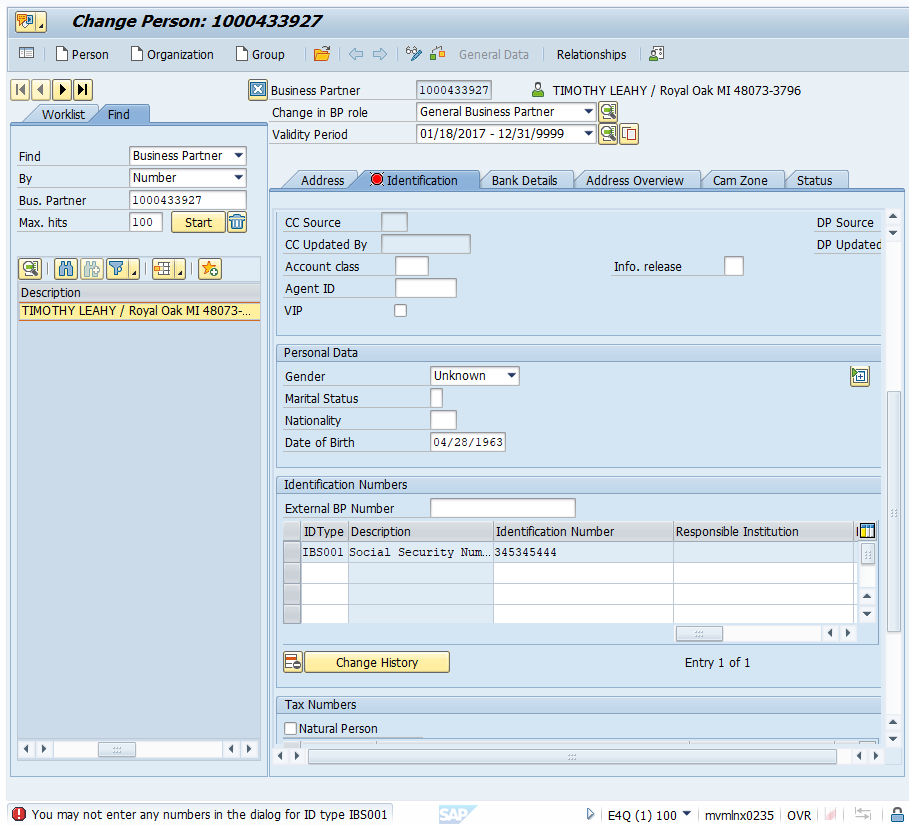 Change Person: 1000433927
Person Organization Group General Data Relationships
Business Partner 1000433927 TIMOTHY LEAHY / Royal Oak MI 48073-3796
Change in BP role General Business Partner
Validity Period 01/18/2017 - 12/31/9999
Worklist Find
Find Business Partner
By Number
Bus. Partner 1000433927
Max. hits 100 Start
Description
TIMOTHY LEAHY / Royal Oak MI 48073-...
Address Identification Bank Details Address Overview Cam Zone Status
CC Source DP Source
CC Updated By DP Updated
Account class Info. release
Agent ID
VIP
Personal Data
Gender Unknown
Marital Status
Nationality
Date of Birth 04/28/1963
Identification Numbers
External BP Number
IDType Description Identification Number Responsible Institution
IBS001 Social Security Num... 345345444
Change History Entry 1 of 1
Tax Numbers
Natural Person
You may not enter any numbers in the dialog for ID type IBS001 SAP E4Q (1) 100 mvmlnx0235 OVR